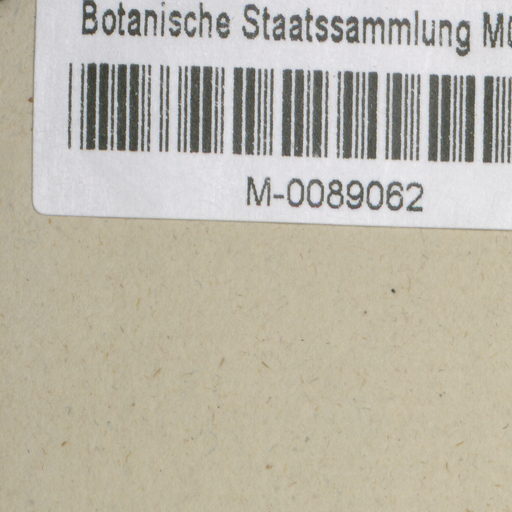 Botanische Staatssammlung
M-0089062